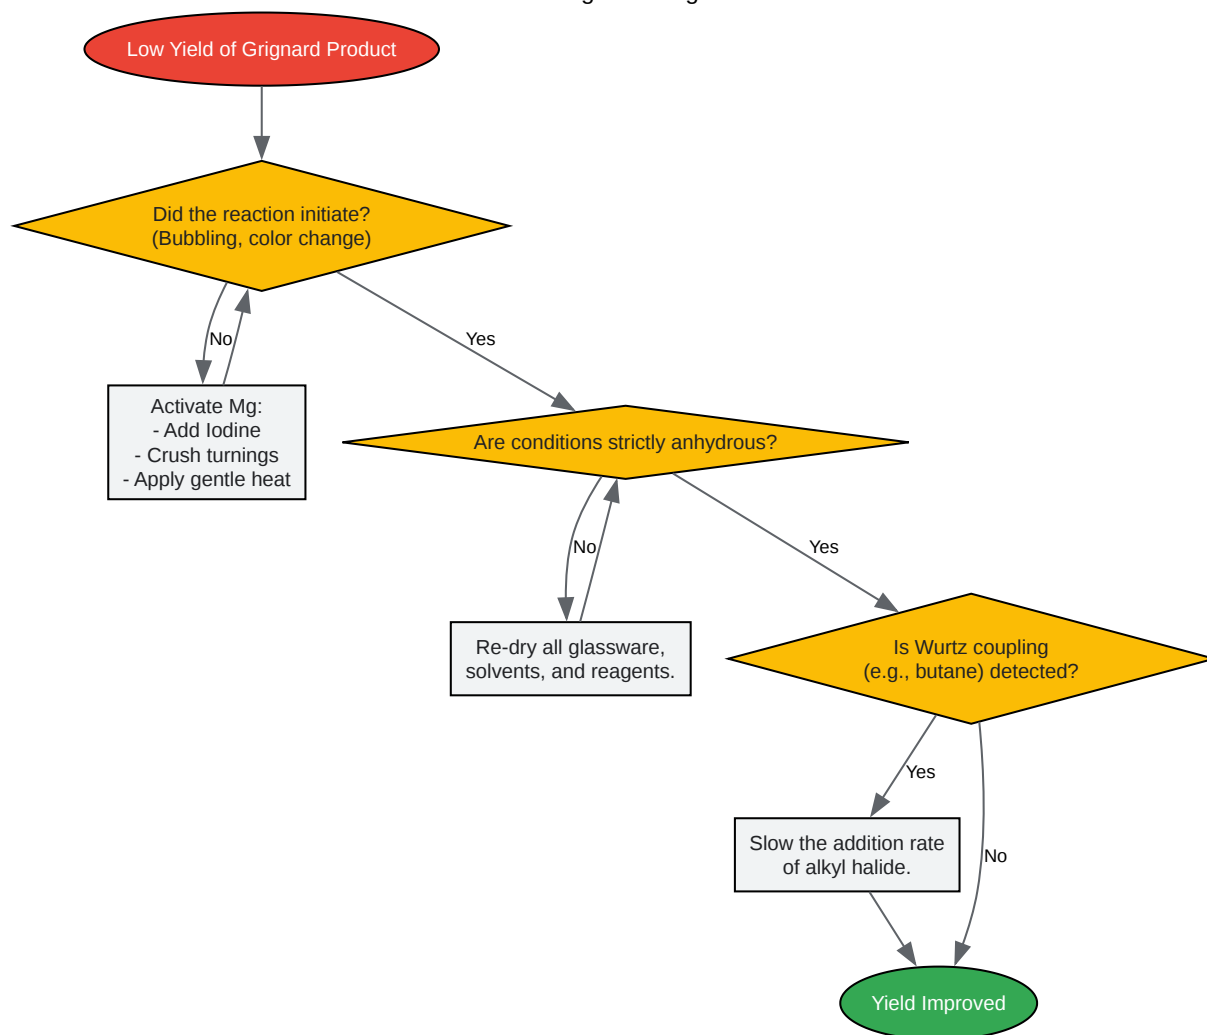 Low Yield of Grignard Product
Did the reaction initiate?
(Bubbling, color change)
No
Yes
Activate Mg:
- Add Iodine
- Crush turnings
- Apply gentle heat
Are conditions strictly anhydrous?
No
Yes
Re-dry all glassware,
solvents, and reagents.
Is Wurtz coupling
(e.g., butane) detected?
Yes
No
Slow the addition rate
of alkyl halide.
Yield Improved